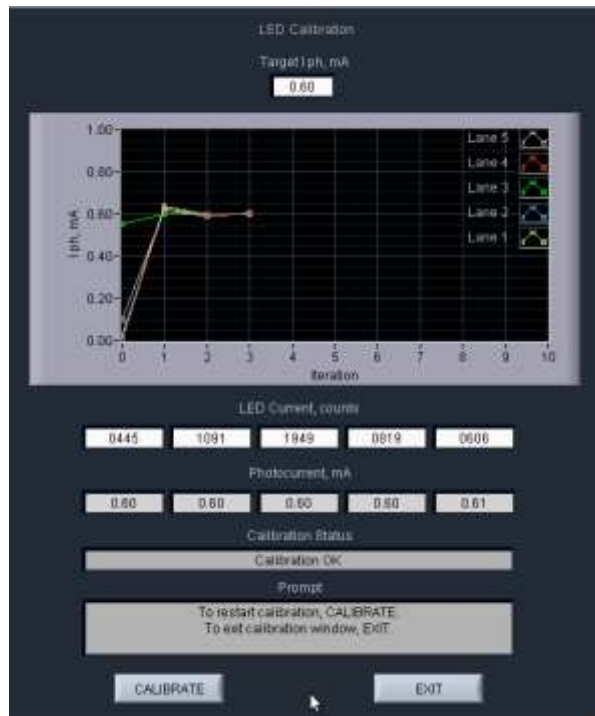 LED Calibration
Target I ph, mA
0.60
1.00
0.80
0.60
0.40
0.20
0.00
I ph, mA
0 1 2 3 4 5 6 7 8 9 10
Iteration
Lane 5
Lane 4
Lane 3
Lane 2
Lane 1
LED Current, counts
0445 1091 1949 0819 0606
Photocurrent, mA
0.60 0.60 0.60 0.60 0.61
Calibration Status
Calibration OK
Prompt
To restart calibration, CALIBRATE.
To exit calibration window, EXIT.
CALIBRATE EXIT